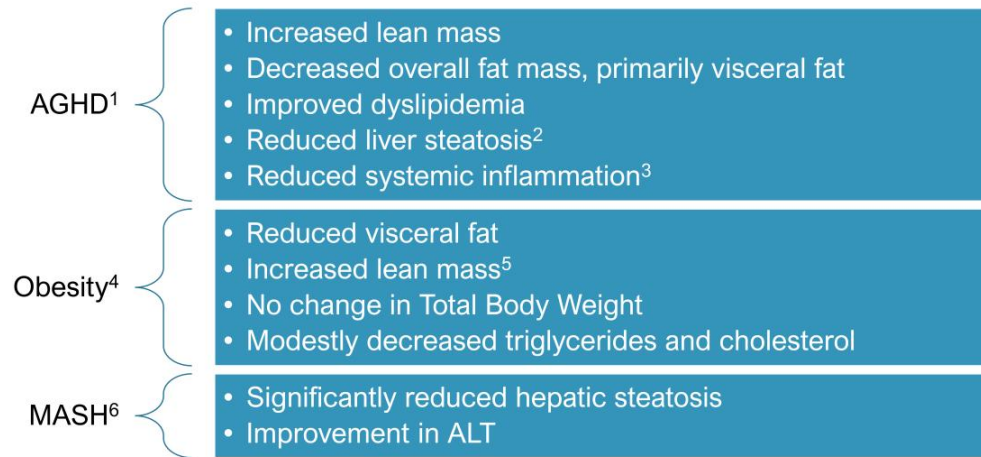 AGHD¹
• Increased lean mass
• Decreased overall fat mass, primarily visceral fat
• Improved dyslipidemia
• Reduced liver steatosis²
• Reduced systemic inflammation³
Obesity⁴
• Reduced visceral fat
• Increased lean mass⁵
• No change in Total Body Weight
• Modestly decreased triglycerides and cholesterol
MASH⁶
• Significantly reduced hepatic steatosis
• Improvement in ALT